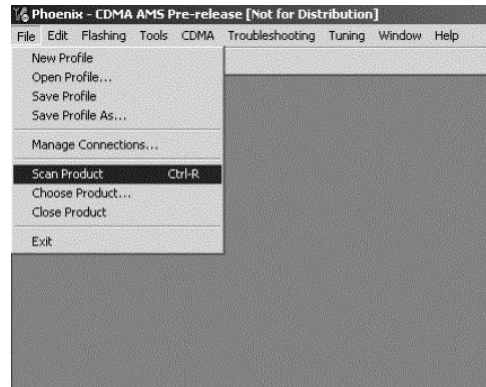 Phoenix - CDMA AMS Pre-release [Not for Distribution]
File Edit Flashing Tools CDMA Troubleshooting Tuning Window Help
New Profile
Open Profile...
Save Profile
Save Profile As...
Manage Connections...
Scan Product Ctrl-R
Choose Product...
Close Product
Exit